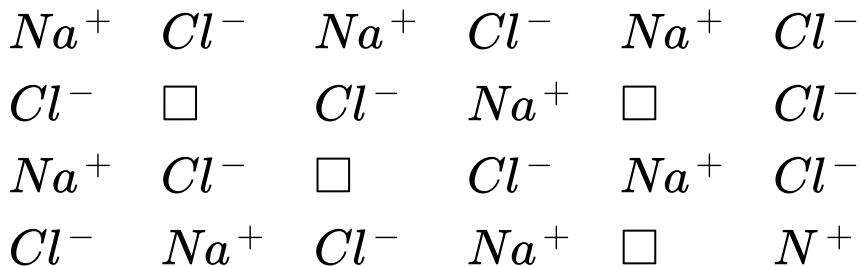 Na⁺ Cl⁻ Na⁺ Cl⁻ Na⁺ Cl⁻
Cl⁻ □ Cl⁻ Na⁺ □ Cl⁻
Na⁺ Cl⁻ □ Cl⁻ Na⁺ Cl⁻
Cl⁻ Na⁺ Cl⁻ Na⁺ □ N⁺